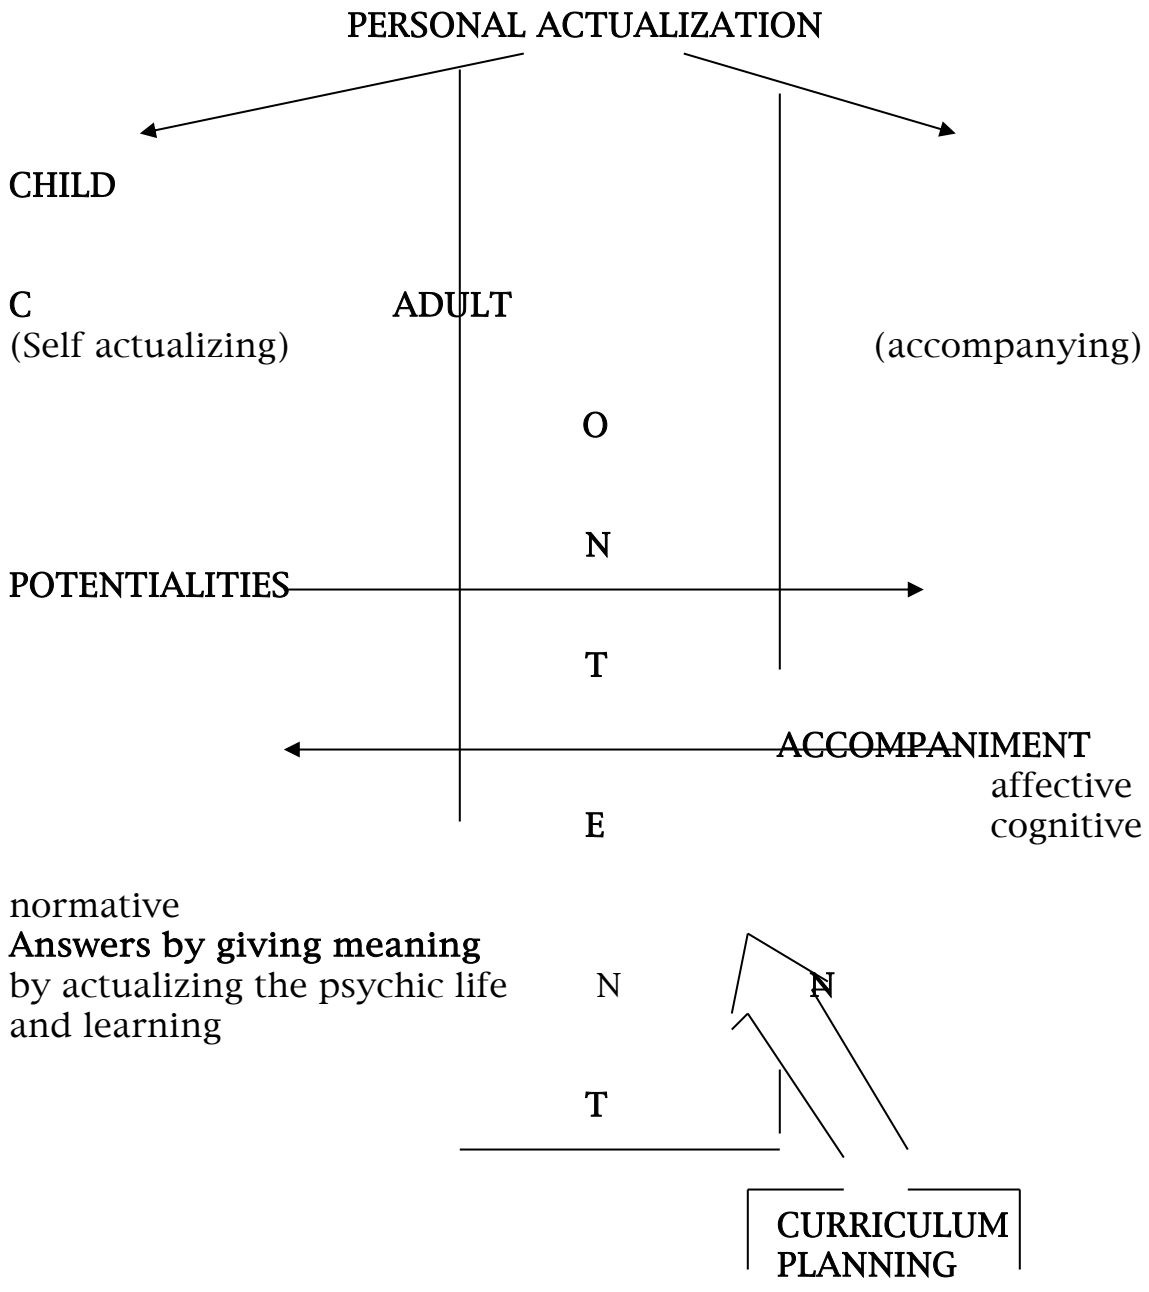 PERSONAL ACTUALIZATION
CHILD
C ADULT
(Self actualizing) (accompanying)
O
N
POTENTIALITIES
T
ACCOMPANIMENT
affective
E cognitive
normative
Answers by giving meaning
by actualizing the psychic life N N
and learning
T
CURRICULUM
PLANNING